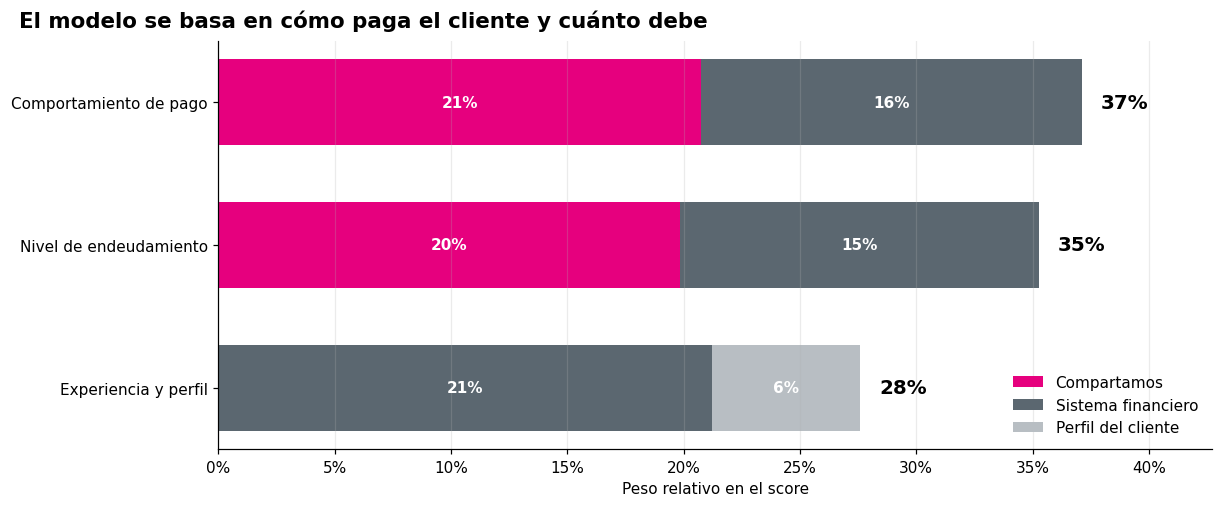 El modelo se basa en cómo paga el cliente y cuánto debe
Comportamiento de pago
21%
16%
37%
Nivel de endeudamiento
20%
15%
35%
Experiencia y perfil
21%
6%
28%
Compartamos
Sistema financiero
Perfil del cliente
0% 5% 10% 15% 20% 25% 30% 35% 40%
Peso relativo en el score